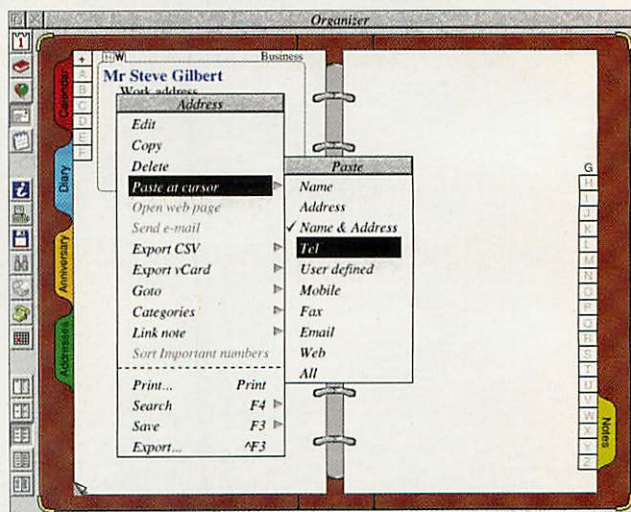 Organizer
1
Calendar
Diary
Anniversary
Addresses
+
A
B
C
D
E
F
H W
Business
Mr Steve Gilbert
Work address
Address
Edit
Copy
Delete
Paste at cursor
Open web page
Send e-mail
Export CSV
Export vCard
Goto
Categories
Link note
Sort Important numbers
Print... Print
Search F4
Save F3
Export... ^F3
Paste
Name
Address
✓ Name & Address
Tel
User defined
Mobile
Fax
Email
Web
All
G
H
I
J
K
L
M
N
O
P
Q
R
S
T
U
V
W
X
Y
Z
Notes